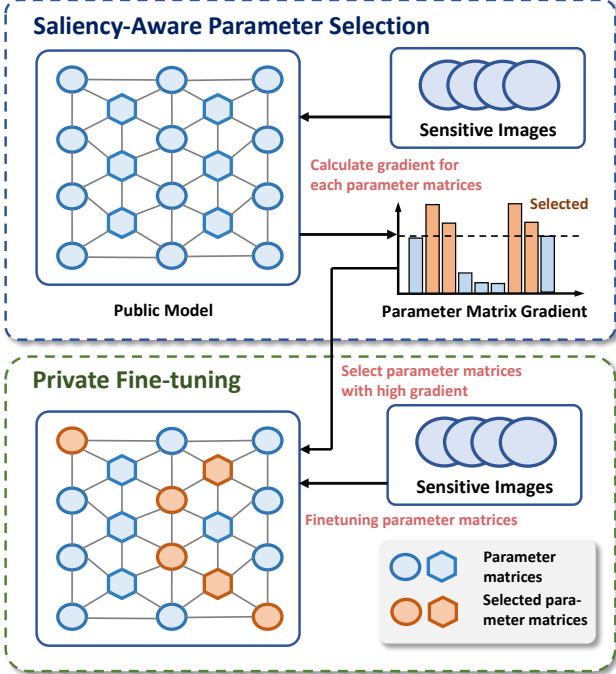 Saliency-Aware Parameter Selection
Sensitive Images
Calculate gradient for
each parameter matrices
Selected
Public Model
Parameter Matrix Gradient
Private Fine-tuning
Select parameter matrices
with high gradient
Sensitive Images
Finetuning parameter matrices
Parameter
matrices
Selected para-
meter matrices